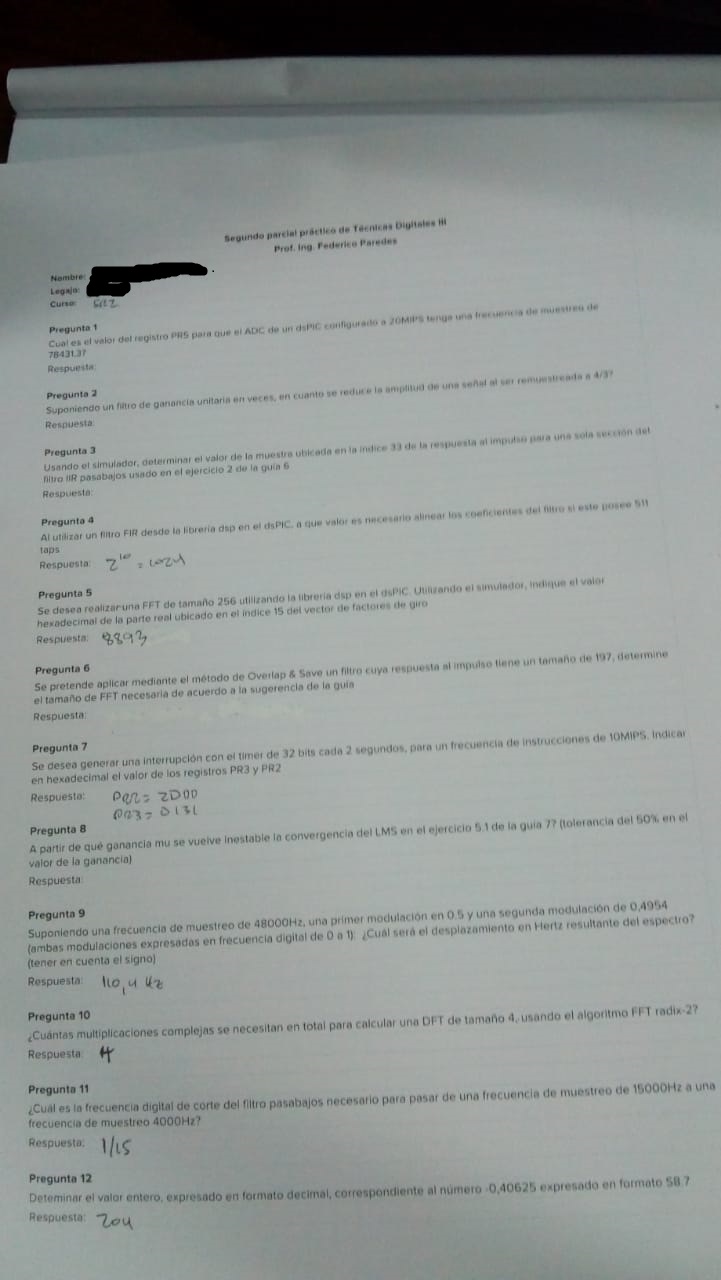 Segundo parcial práctico de Técnicas Digitales III
Prof. Ing. Federico Paredes
Nombre:
Legajo:
Curso:
Pregunta 1
Cual es el valor del registro PR5 para que el ADC de un dsPIC configurado a 20MIPS tenga una frecuencia de muestreo de
78431.37
Respuesta:
Pregunta 2
Suponiendo un filtro de ganancia unitaria en veces, en cuanto se reduce la amplitud de una señal al ser remuestreada a 4/3?
Respuesta:
Pregunta 3
Usando el simulador, determinar el valor de la muestra ubicada en la índice 33 de la respuesta al impulso para una sola sección del
filtro IIR pasabajos usado en el ejercicio 2 de la guía 6
Respuesta:
Pregunta 4
Al utilizar un filtro FIR desde la librería dsp en el dsPIC, a que valor es necesario alinear los coeficientes del filtro si este posee 511
taps
Respuesta: 2^10 = 1024
Pregunta 5
Se desea realizar una FFT de tamaño 256 utilizando la librería dsp en el dsPIC. Utilizando el simulador, indique el valor
hexadecimal de la parte real ubicado en el índice 15 del vector de factores de giro
Respuesta: 8893
Pregunta 6
Se pretende aplicar mediante el método de Overlap & Save un filtro cuya respuesta al impulso tiene un tamaño de 197, determine
el tamaño de FFT necesaria de acuerdo a la sugerencia de la guía
Respuesta:
Pregunta 7
Se desea generar una interrupción con el timer de 32 bits cada 2 segundos, para un frecuencia de instrucciones de 10MIPS. Indicar
en hexadecimal el valor de los registros PR3 y PR2
Respuesta: PR2 = 2D00
PR3 = 0131
Pregunta 8
A partir de qué ganancia mu se vuelve inestable la convergencia del LMS en el ejercicio 5.1 de la guia 7? (tolerancia del 50% en el
valor de la ganancia)
Respuesta:
Pregunta 9
Suponiendo una frecuencia de muestreo de 48000Hz, una primer modulación en 0.5 y una segunda modulación de 0,4954
(ambas modulaciones expresadas en frecuencia digital de 0 a 1): ¿Cuál será el desplazamiento en Hertz resultante del espectro?
(tener en cuenta el signo)
Respuesta: 110,4 Hz
Pregunta 10
¿Cuántas multiplicaciones complejas se necesitan en total para calcular una DFT de tamaño 4, usando el algoritmo FFT radix-2?
Respuesta: 4
Pregunta 11
¿Cuál es la frecuencia digital de corte del filtro pasabajos necesario para pasar de una frecuencia de muestreo de 15000Hz a una
frecuencia de muestreo 4000Hz?
Respuesta: 1/15
Pregunta 12
Deteminar el valor entero, expresado en formato decimal, correspondiente al número -0,40625 expresado en formato S8.7
Respuesta: 204